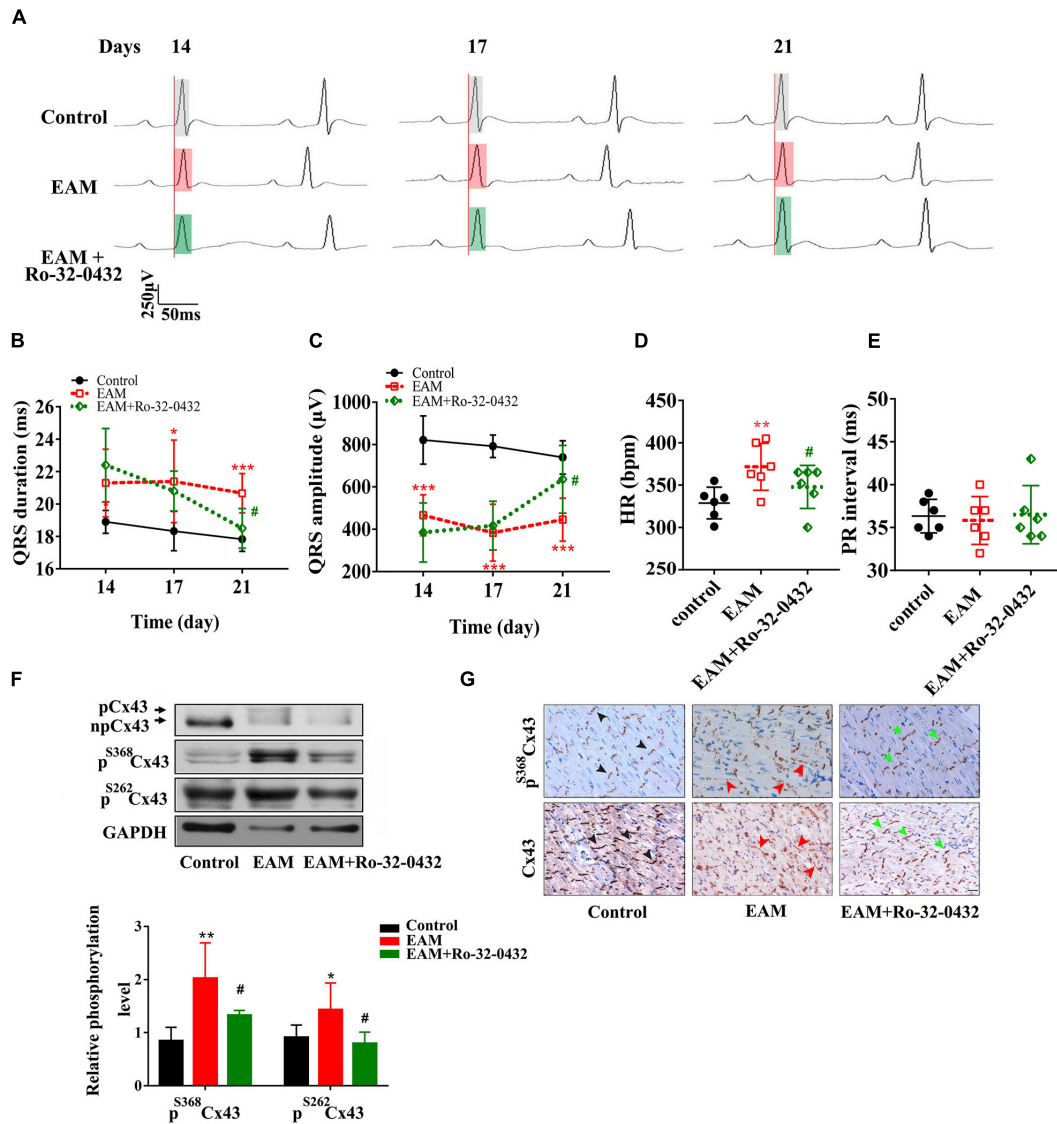 A
Days 14 17 21
Control
EAM
EAM +
Ro-32-0432
250μV
50ms
B
Control
EAM
EAM+Ro-32-0432
QRS duration (ms)
26
24
22
20
18
16
*
***
#
14 17 21
Time (day)
C
Control
EAM
EAM+Ro-32-0432
QRS amplitude (μV)
1000
800
600
400
200
***
***
***
#
14 17 21
Time (day)
D
HR (bpm)
400
350
300
250
**
#
control
EAM
EAM+Ro-32-0432
E
PR interval (ms)
45
40
35
30
control
EAM
EAM+Ro-32-0432
F
pCx43
npCx43
pS368Cx43
pS262Cx43
GAPDH
Control EAM EAM+Ro-32-0432
Control
EAM
EAM+Ro-32-0432
Relative phosphorylation
level
3
2
1
0
**
#
*
#
pS368Cx43 pS262Cx43
G
pS368Cx43
Cx43
Control EAM EAM+Ro-32-0432